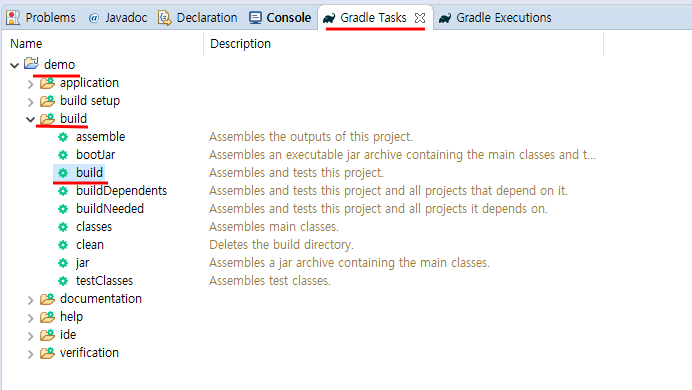 Problems @ Javadoc Declaration Console Gradle Tasks Gradle Executions
Name Description
demo
application
build setup
build
assemble Assembles the outputs of this project.
bootJar Assembles an executable jar archive containing the main classes and t...
build Assembles and tests this project.
buildDependents Assembles and tests this project and all projects that depend on it.
buildNeeded Assembles and tests this project and all projects it depends on.
classes Assembles main classes.
clean Deletes the build directory.
jar Assembles a jar archive containing the main classes.
testClasses Assembles test classes.
documentation
help
ide
verification